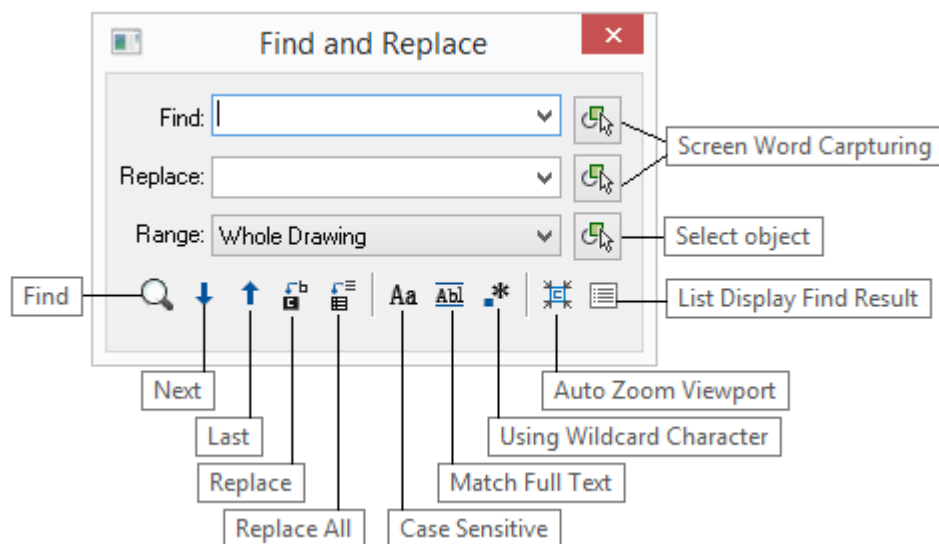 Find and Replace
Find:
Screen Word Carpturing
Replace:
Range: Whole Drawing
Select object
Find
Aa Abl .*
List Display Find Result
Next
Auto Zoom Viewport
Last
Using Wildcard Character
Replace
Match Full Text
Replace All
Case Sensitive